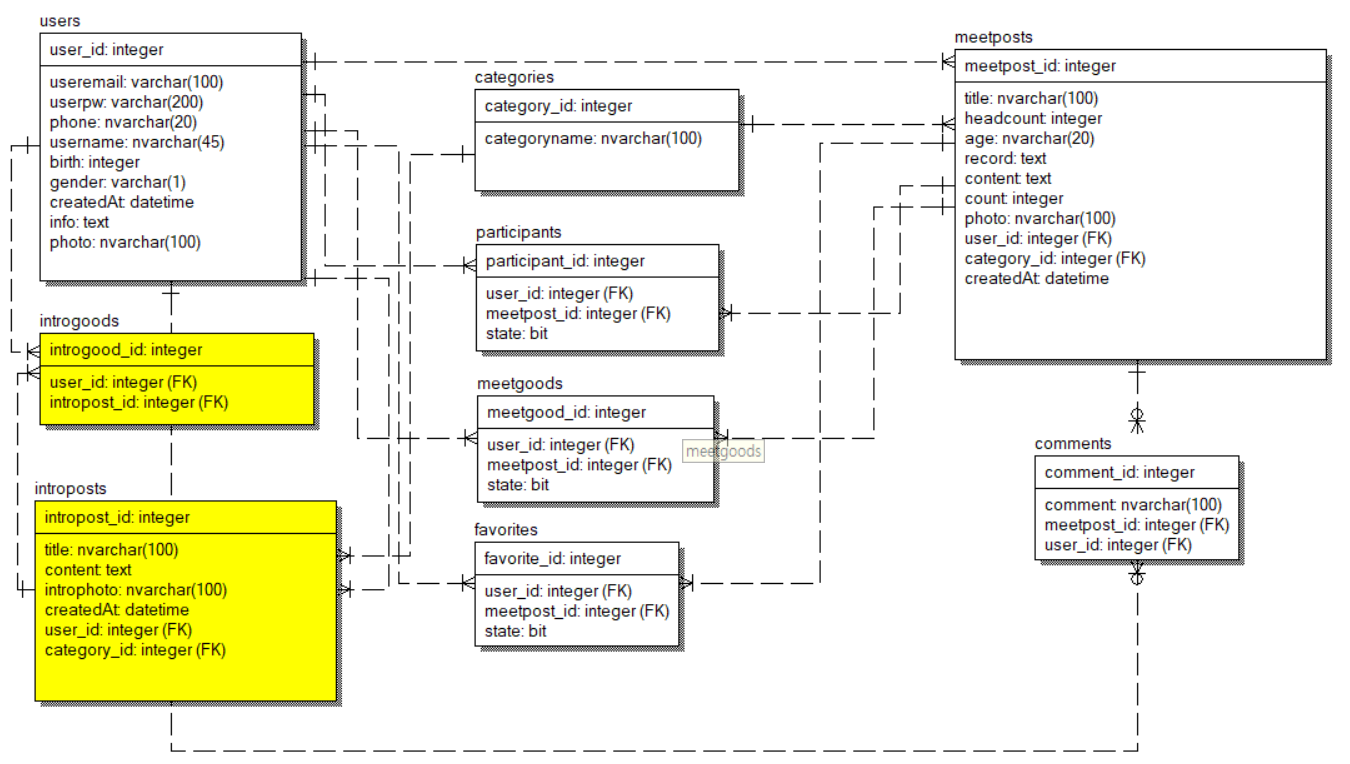 users
user_id: integer
useremail: varchar(100)
userpw: varchar(200)
phone: nvarchar(20)
username: nvarchar(45)
birth: integer
gender: varchar(1)
createdAt: datetime
info: text
photo: nvarchar(100)
introgoods
introgood_id: integer
user_id: integer (FK)
intropost_id: integer (FK)
introposts
intropost_id: integer
title: nvarchar(100)
content: text
introphoto: nvarchar(100)
createdAt: datetime
user_id: integer (FK)
category_id: integer (FK)
categories
category_id: integer
categoryname: nvarchar(100)
participants
participant_id: integer
user_id: integer (FK)
meetpost_id: integer (FK)
state: bit
meetgoods
meetgood_id: integer
user_id: integer (FK)
meetpost_id: integer (FK)
state: bit
meetgoods
favorites
favorite_id: integer
user_id: integer (FK)
meetpost_id: integer (FK)
state: bit
meetposts
meetpost_id: integer
title: nvarchar(100)
headcount: integer
age: nvarchar(20)
record: text
content: text
count: integer
photo: nvarchar(100)
user_id: integer (FK)
category_id: integer (FK)
createdAt: datetime
comments
comment_id: integer
comment: nvarchar(100)
meetpost_id: integer (FK)
user_id: integer (FK)